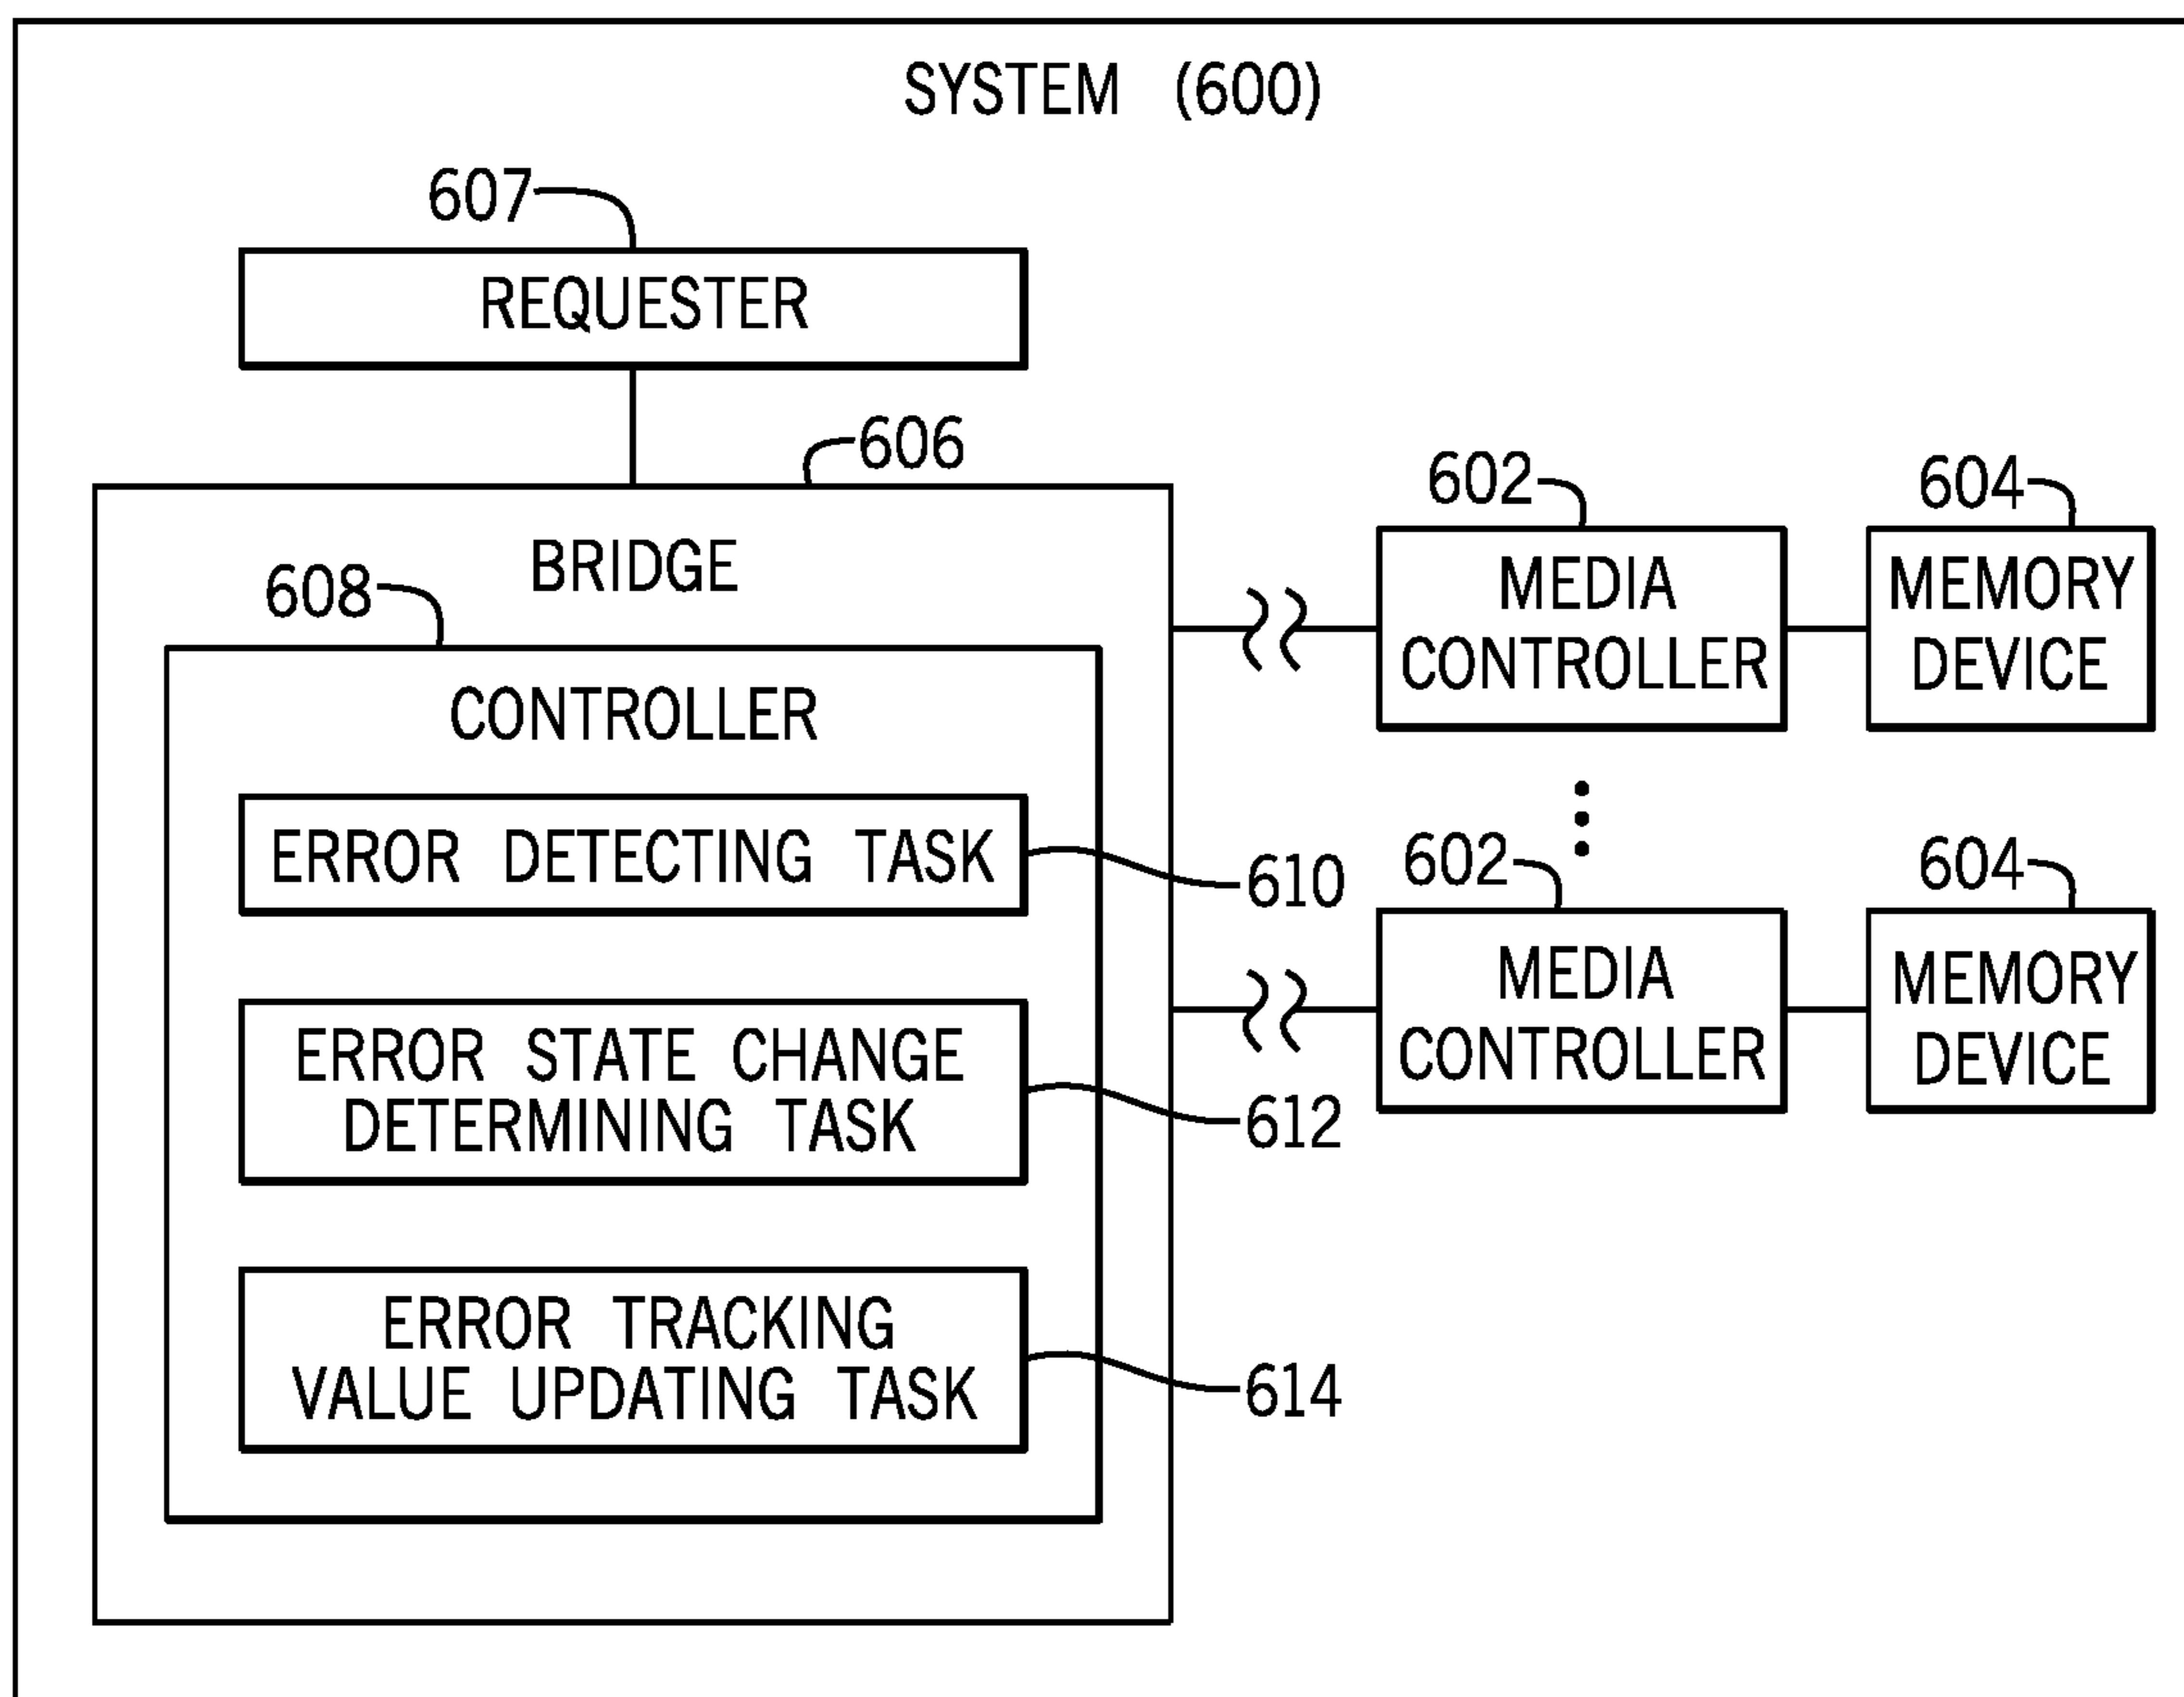 SYSTEM (600)
607
REQUESTER
606
BRIDGE
608
CONTROLLER
ERROR DETECTING TASK
610
ERROR STATE CHANGE
DETERMINING TASK
612
ERROR TRACKING
VALUE UPDATING TASK
614
602
MEDIA
CONTROLLER
604
MEMORY
DEVICE
602
MEDIA
CONTROLLER
604
MEMORY
DEVICE